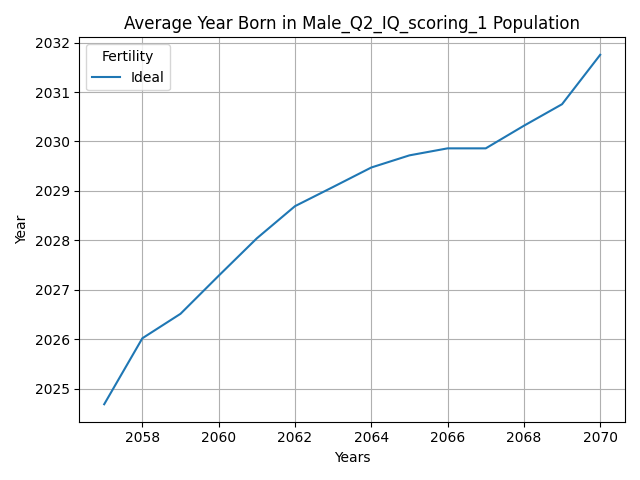 Average Year Born in Male_Q2_IQ_scoring_1 Population
Fertility
Ideal
Year
2032
2031
2030
2029
2028
2027
2026
2025
2058 2060 2062 2064 2066 2068 2070
Years